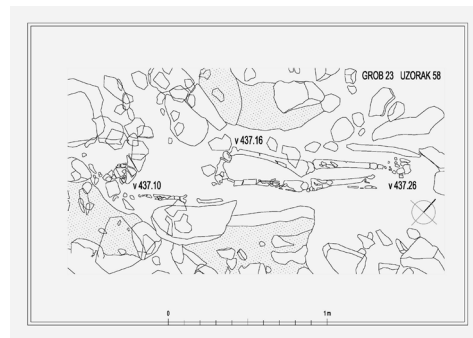 GROB 23 UZORAK 58
v 437.16
v 437.10
v 437.26
0 1m